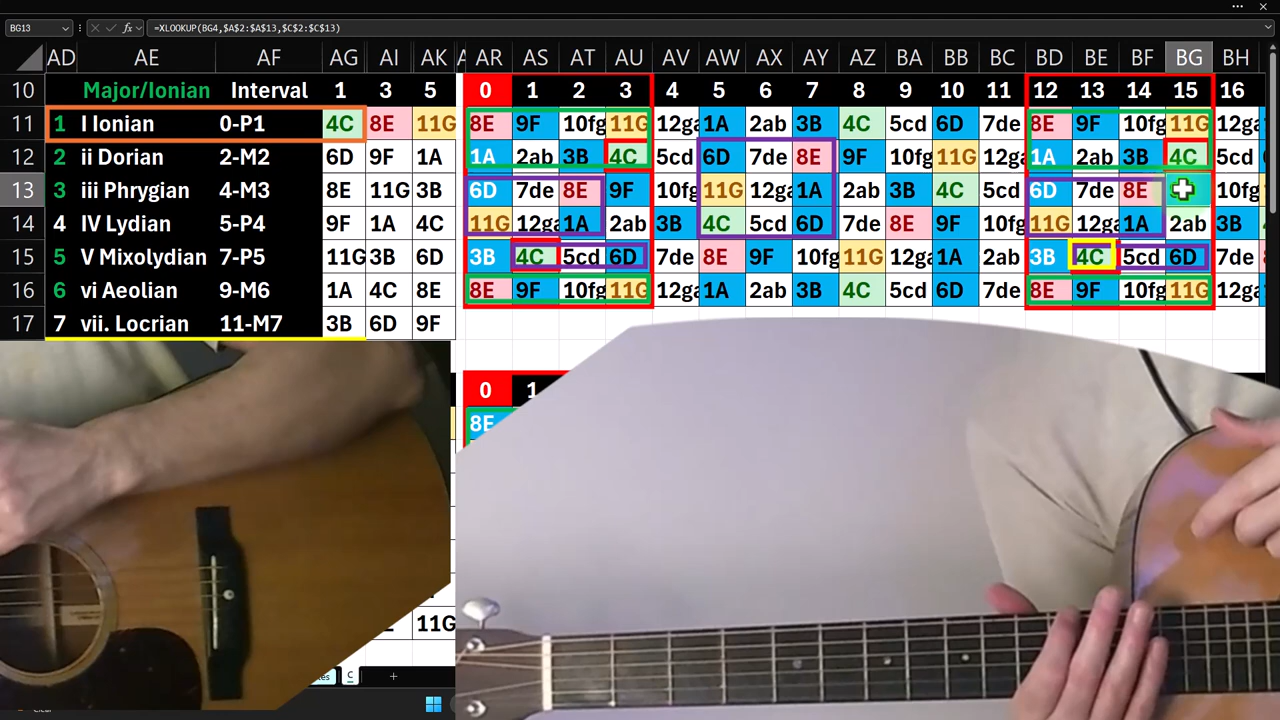 BG13 fx =XLOOKUP(BG4,$A$2:$A$13,$C$2:$C$13)
AD AE AF AG AI AK AR AS AT AU AV AW AX AY AZ BA BB BC BD BE BF BG BH
10 Major/Ionian Interval 1 3 5 0 1 2 3 4 5 6 7 8 9 10 11 12 13 14 15 16
11 1 I Ionian 0-P1 4C 8E 11G 8E 9F 10fg 11G 12ga 1A 2ab 3B 4C 5cd 6D 7de 8E 9F 10fg 11G 12ga
12 2 ii Dorian 2-M2 6D 9F 1A 1A 2ab 3B 4C 5cd 6D 7de 8E 9F 10fg 11G 12ga 1A 2ab 3B 4C 5cd
13 3 iii Phrygian 4-M3 8E 11G 3B 6D 7de 8E 9F 10fg 11G 12ga 1A 2ab 3B 4C 5cd 6D 7de 8E 10fg
14 4 IV Lydian 5-P4 9F 1A 4C 11G 12ga 1A 2ab 3B 4C 5cd 6D 7de 8E 9F 10fg 11G 12ga 1A 2ab 3B
15 5 V Mixolydian 7-P5 11G 3B 6D 3B 4C 5cd 6D 7de 8E 9F 10fg 11G 12ga 1A 2ab 3B 4C 5cd 6D 7de
16 6 vi Aeolian 9-M6 1A 4C 8E 8E 9F 10fg 11G 12ga 1A 2ab 3B 4C 5cd 6D 7de 8E 9F 10fg 11G 12ga
17 7 vii. Locrian 11-M7 3B 6D 9F
0 1
8E
11G
C